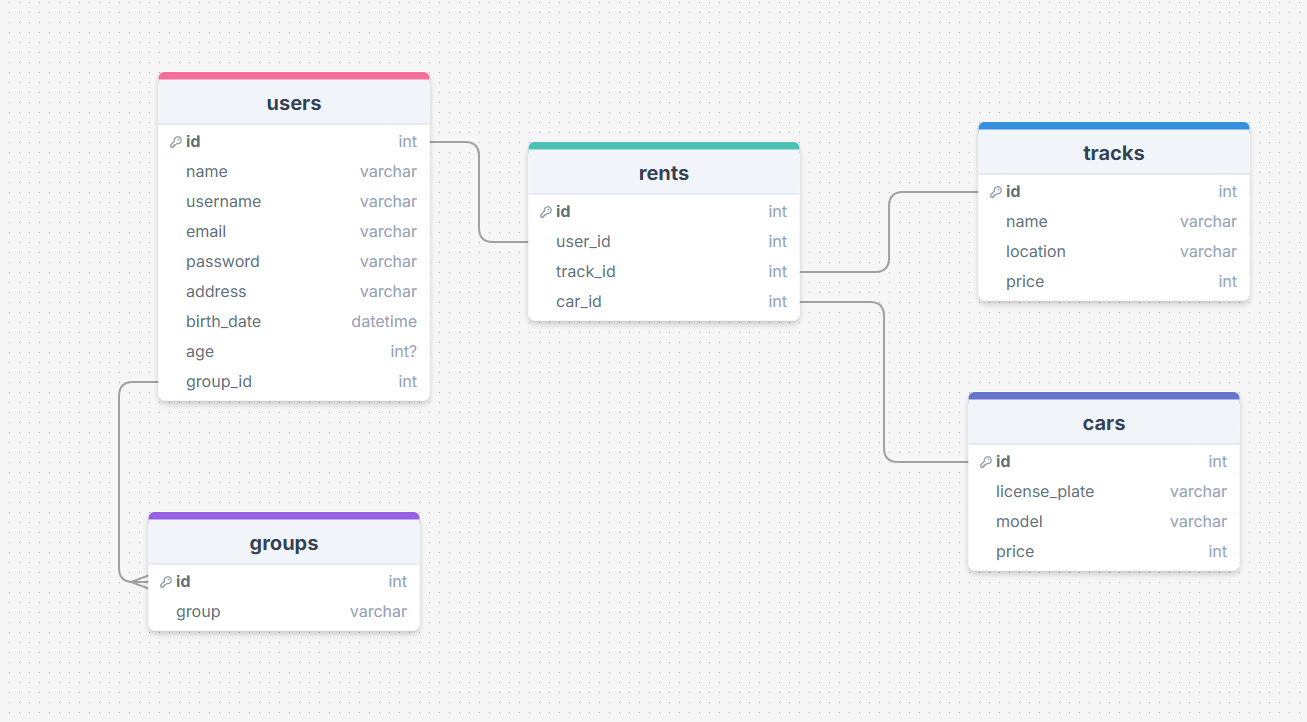 users
id int
name varchar
username varchar
email varchar
password varchar
address varchar
birth_date datetime
age int?
group_id int
rents
id int
user_id int
track_id int
car_id int
tracks
id int
name varchar
location varchar
price int
cars
id int
license_plate varchar
model varchar
price int
groups
id int
group varchar